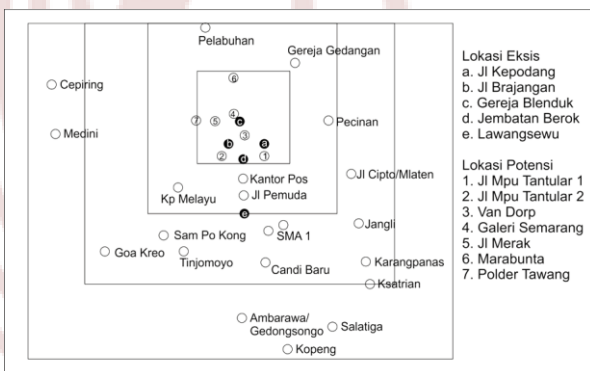 Pelabuhan
Gereja Gedangan
Cepiring
6
4
7
5
c
Pecinan
Medini
3
b
a
2
d
1
Kantor Pos
Jl Cipto/Mlaten
Kp Melayu
Jl Pemuda
e
Jangli
SMA 1
Sam Po Kong
Goa Kreo
Tinjomoyo
Candi Baru
Karangpanas
Ksatrian
Ambarawa/
Gedongsongo
Salatiga
Kopeng
Lokasi Eksis
a. Jl Kepodang
b. Jl Brajangan
c. Gereja Blenduk
d. Jembatan Berok
e. Lawangsewu
Lokasi Potensi
1. Jl Mpu Tantular 1
2. Jl Mpu Tantular 2
3. Van Dorp
4. Galeri Semarang
5. Jl Merak
6. Marabunta
7. Polder Tawang